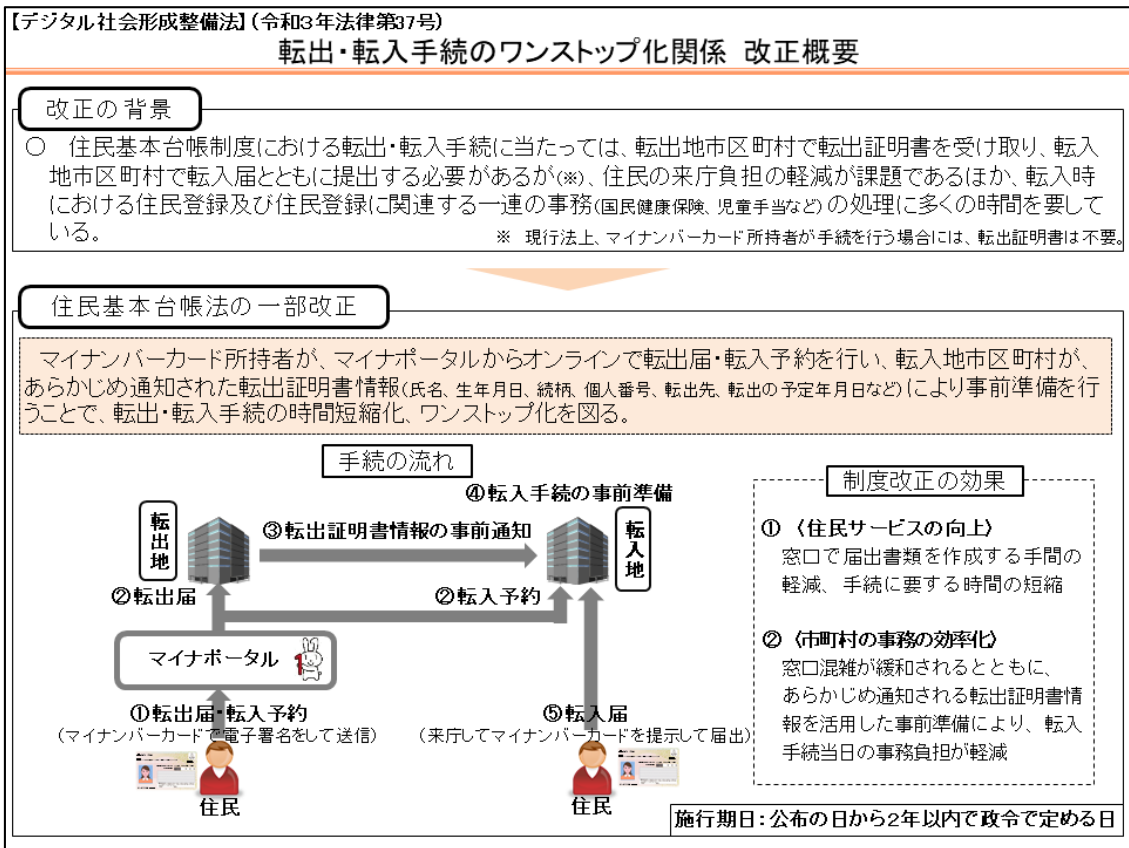 【デジタル社会形成整備法】(令和3年法律第37号)
転出・転入手続のワンストップ化関係 改正概要
改正の背景
○ 住民基本台帳制度における転出・転入手続に当たっては、転出地市区町村で転出証明書を受け取り、転入
地市区町村で転入届とともに提出する必要があるが(※)、住民の来庁負担の軽減が課題であるほか、転入時
における住民登録及び住民登録に関連する一連の事務(国民健康保険、児童手当など)の処理に多くの時間を要して
いる。
※ 現行法上、マイナンバーカード所持者が手続を行う場合には、転出証明書は不要。
住民基本台帳法の一部改正
マイナンバーカード所持者が、マイナポータルからオンラインで転出届・転入予約を行い、転入地市区町村が、
あらかじめ通知された転出証明書情報(氏名、生年月日、続柄、個人番号、転出先、転出の予定年月日など)により事前準備を行
うことで、転出・転入手続の時間短縮化、ワンストップ化を図る。
手続の流れ
④転入手続の事前準備
転出地
③転出証明書情報の事前通知
転入地
②転出届
②転入予約
マイナポータル
①転出届・転入予約
(マイナンバーカードで電子署名をして送信)
住民
⑤転入届
(来庁してマイナンバーカードを提示して届出)
住民
制度改正の効果
① 〈住民サービスの向上〉
窓口で届出書類を作成する手間の
軽減、手続に要する時間の短縮
② 〈市町村の事務の効率化〉
窓口混雑が緩和されるとともに、
あらかじめ通知される転出証明書情
報を活用した事前準備により、転入
手続当日の事務負担が軽減
施行期日:公布の日から2年以内で政令で定める日